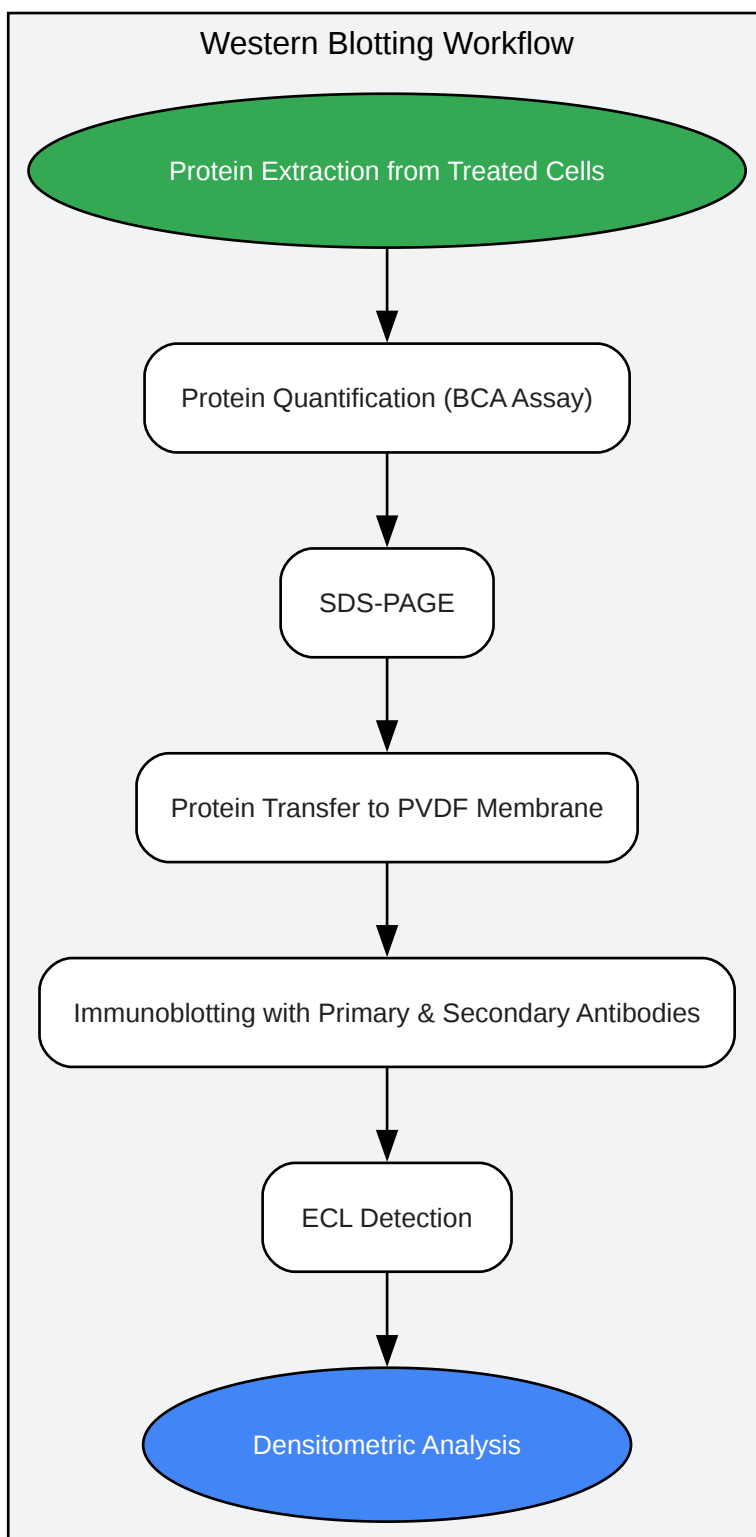 Western Blotting Workflow
Protein Extraction from Treated Cells
Protein Quantification (BCA Assay)
SDS-PAGE
Protein Transfer to PVDF Membrane
Immunoblotting with Primary & Secondary Antibodies
ECL Detection
Densitometric Analysis